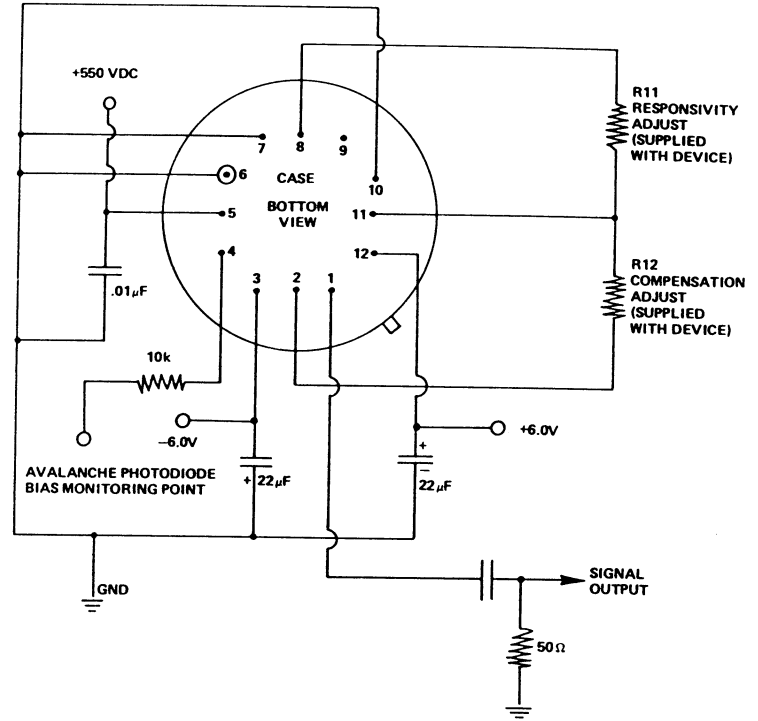 +550 VDC
R11
RESPONSIVITY
ADJUST
(SUPPLIED
WITH DEVICE)
7
8
9
6
CASE
10
BOTTOM
VIEW
5
11
4
12
3
2
1
.01µF
R12
COMPENSATION
ADJUST
(SUPPLIED
WITH DEVICE)
10k
−6.0V
+6.0V
AVALANCHE PHOTODIODE
BIAS MONITORING POINT
+ 22µF
+
−
22µF
GND
SIGNAL
OUTPUT
50Ω